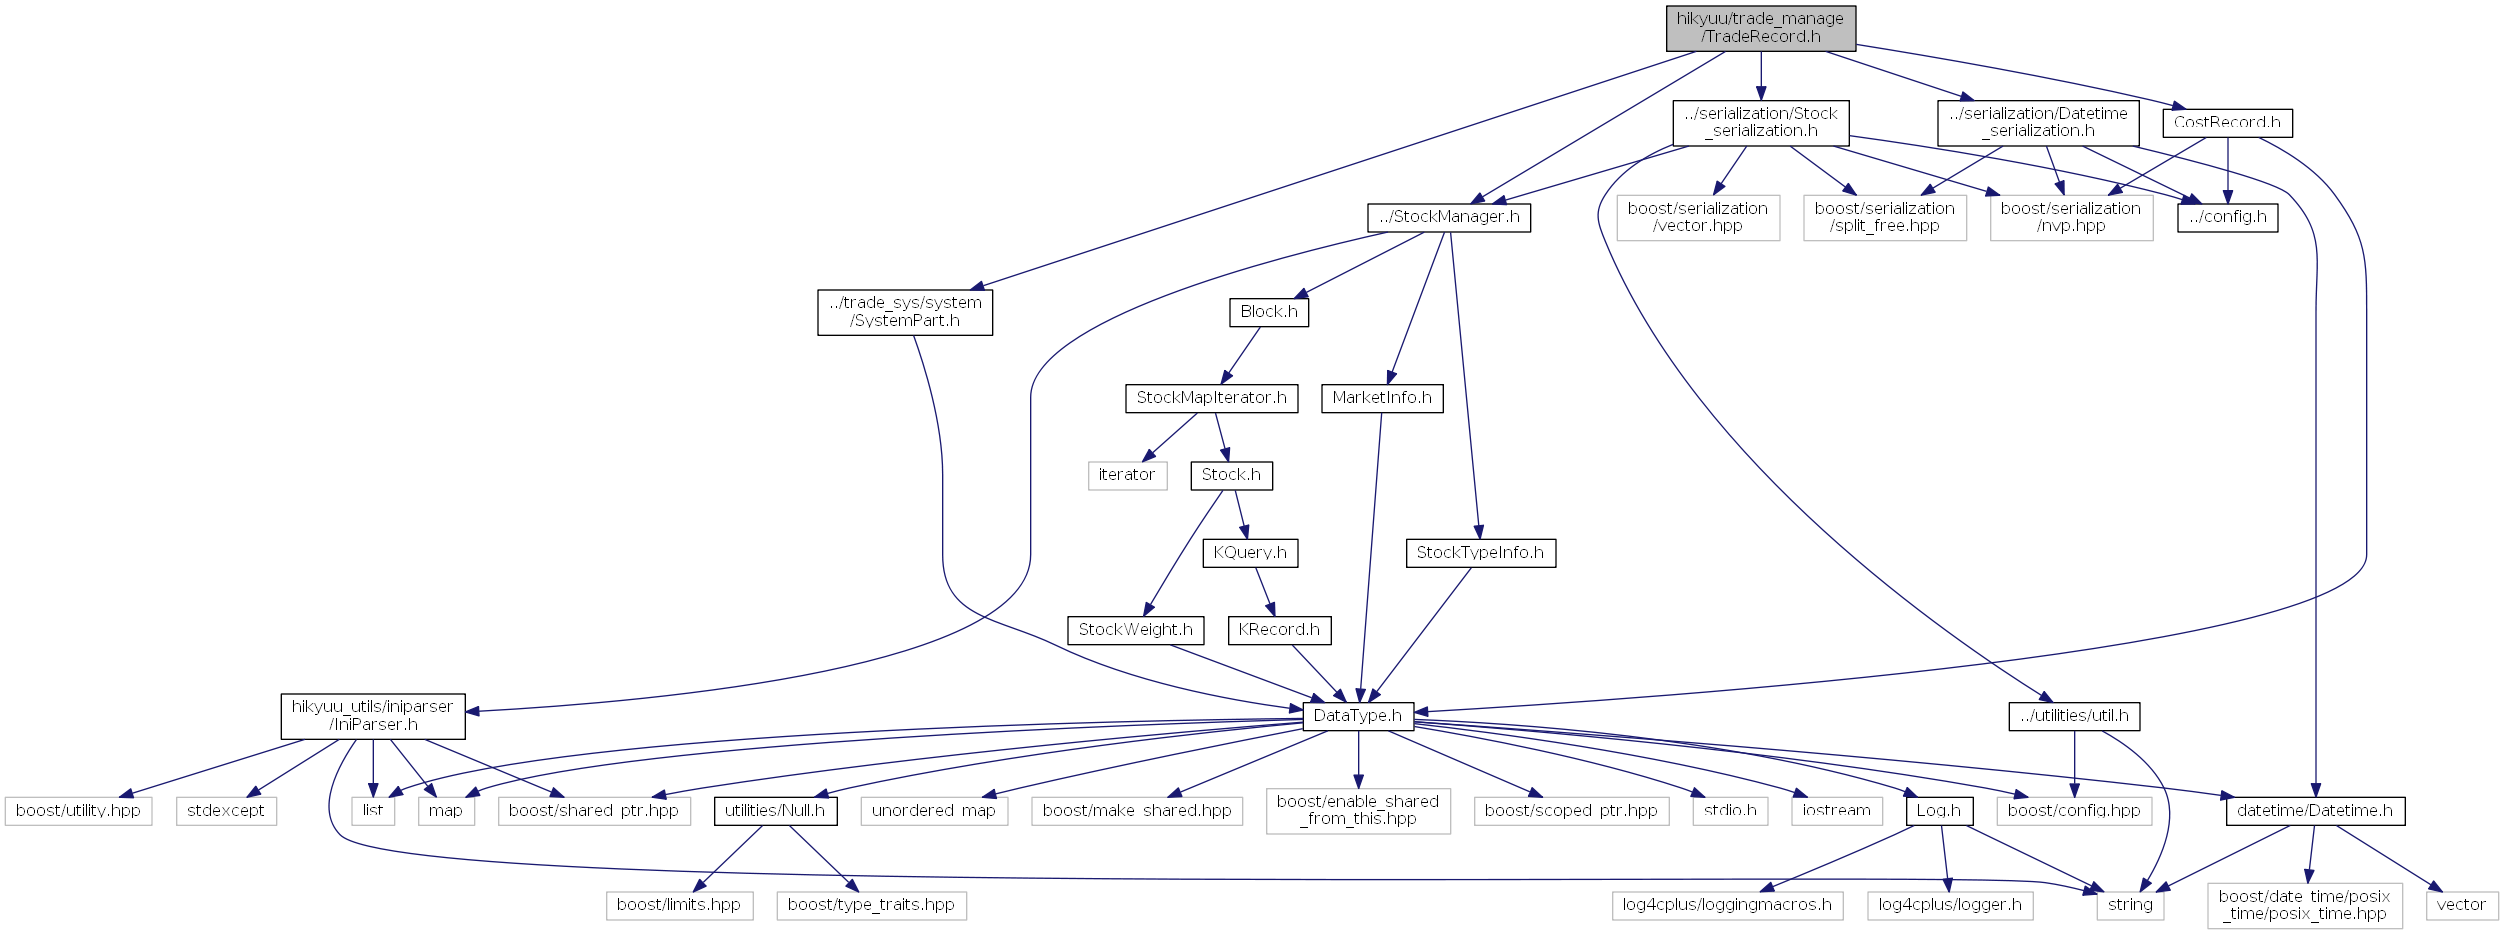 hikyuu/trade_manage
/TradeRecord.h
../serialization/Stock
_serialization.h
../serialization/Datetime
_serialization.h
CostRecord.h
boost/serialization
/vector.hpp
boost/serialization
/split_free.hpp
boost/serialization
/nvp.hpp
../config.h
../StockManager.h
../trade_sys/system
/SystemPart.h
Block.h
StockMapIterator.h
MarketInfo.h
iterator
Stock.h
KQuery.h
StockTypeInfo.h
StockWeight.h
KRecord.h
hikyuu_utils/iniparser
/IniParser.h
DataType.h
../utilities/util.h
boost/utility.hpp
stdexcept
list
map
boost/shared_ptr.hpp
utilities/Null.h
unordered_map
boost/make_shared.hpp
boost/enable_shared
_from_this.hpp
boost/scoped_ptr.hpp
stdio.h
iostream
Log.h
boost/config.hpp
datetime/Datetime.h
boost/limits.hpp
boost/type_traits.hpp
log4cplus/loggingmacros.h
log4cplus/logger.h
string
boost/date_time/posix
_time/posix_time.hpp
vector